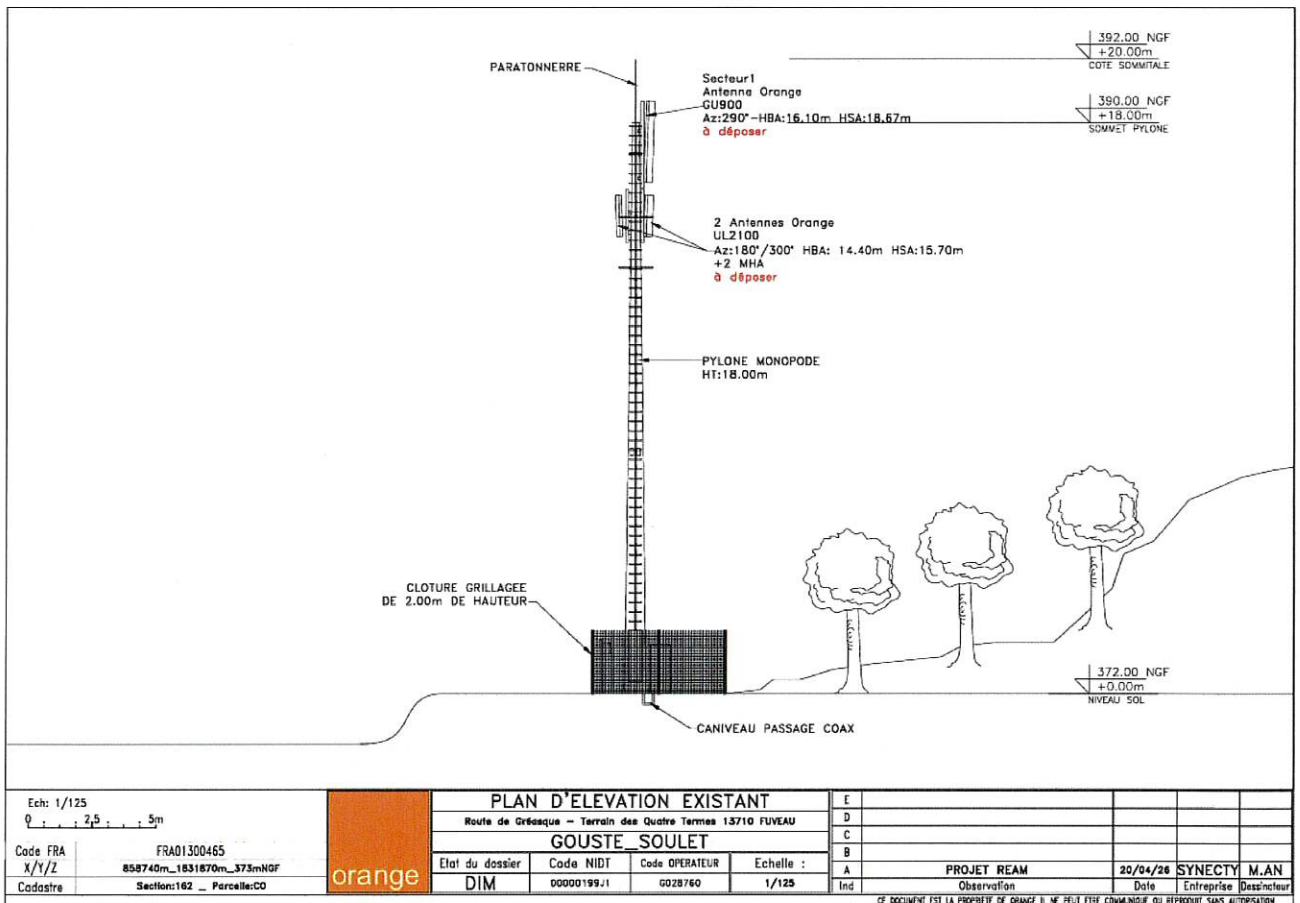 392.00 NGF
+20.00m
COTE SOMMITALE
PARATONNERRE
Secteur1
Antenne Orange
GU900
Az:290°-HBA:16.10m HSA:18.67m
à déposer
390.00 NGF
+18.00m
SOMMET PYLONE
2 Antennes Orange
UL2100
Az:180°/300° HBA: 14.40m HSA:15.70m
+2 MHA
à déposer
PYLONE MONOPODE
HT:18.00m
CLOTURE GRILLAGEE
DE 2.00m DE HAUTEUR
372.00 NGF
+0.00m
NIVEAU SOL
CANIVEAU PASSAGE COAX
Ech: 1/125
0 2,5 5m
Code FRA FRA01300465
X/Y/Z 858740m_1831870m_373mNGF
Cadastre Section:162 _ Parcelle:CO
orange
PLAN D'ELEVATION EXISTANT
Route de Gréasque - Terrain des Quatre Termes 13710 FUVEAU
GOUSTE_SOULET
Etat du dossier Code NIDT Code OPERATEUR Echelle :
DIM 00000199J1 G028760 1/125
E
D
C
B
A PROJET REAM 20/04/26 SYNECTY M.AN
Ind Observation Date Entreprise Dessinateur
CE DOCUMENT EST LA PROPRIETE DE ORANGE IL NE PEUT ETRE COMMUNIQUE OU REPRODUIT SANS AUTORISATION